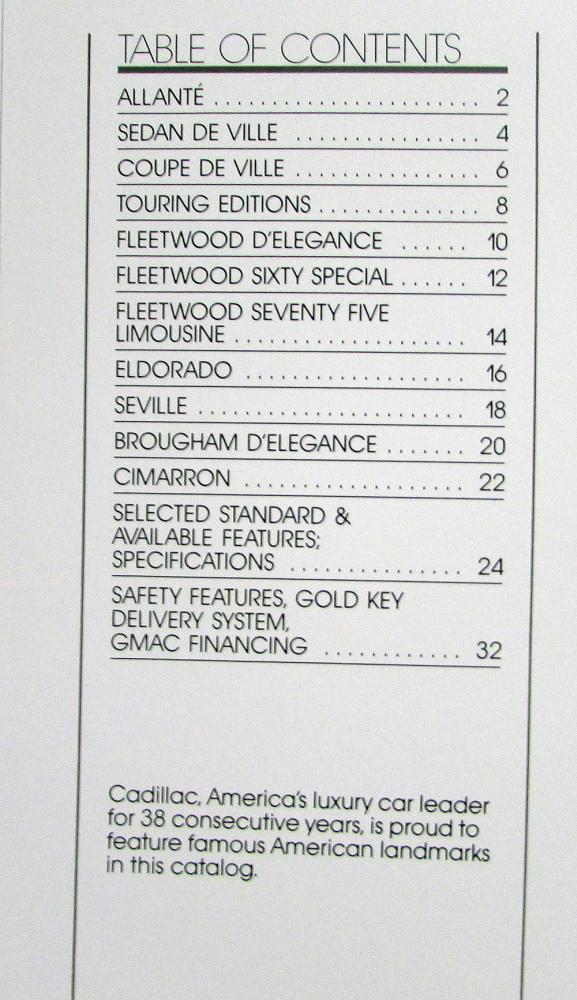 TABLE OF CONTENTS
ALLANTÉ ........................ 2
SEDAN DE VILLE ................. 4
COUPE DE VILLE ................. 6
TOURING EDITIONS ............... 8
FLEETWOOD D'ELEGANCE ...... 10
FLEETWOOD SIXTY SPECIAL ...... 12
FLEETWOOD SEVENTY FIVE
LIMOUSINE ..................... 14
ELDORADO .................... 16
SEVILLE ........................ 18
BROUGHAM D'ELEGANCE ....... 20
CIMARRON .................... 22
SELECTED STANDARD &
AVAILABLE FEATURES;
SPECIFICATIONS ............... 24
SAFETY FEATURES, GOLD KEY
DELIVERY SYSTEM,
GMAC FINANCING ............ 32
Cadillac, America's luxury car leader
for 38 consecutive years, is proud to
feature famous American landmarks
in this catalog.